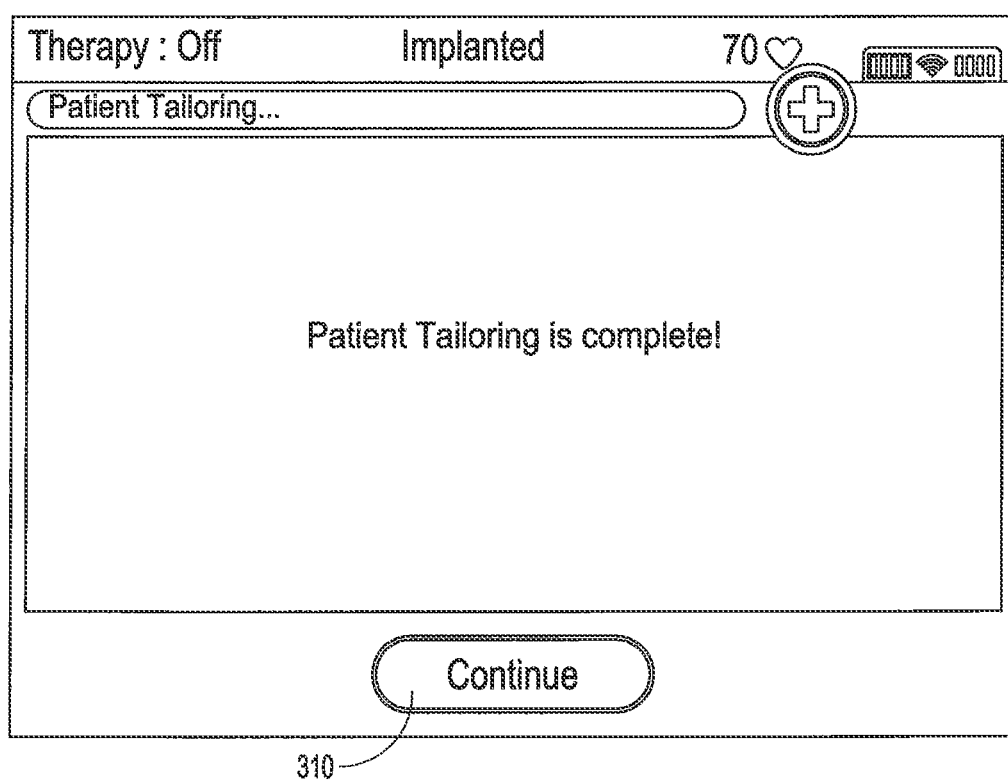 Therapy : Off Implanted 70
Patient Tailoring...
Patient Tailoring is complete!
Continue
310